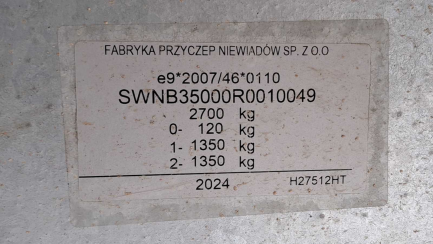 FABRYKA PRZYCZEP NIEWIADÓW SP. Z O.O
e9*2007/46*0110
SWNB35000R0010049
2700 kg
0- 120 kg
1- 1350 kg
2- 1350 kg
2024 H27512HT